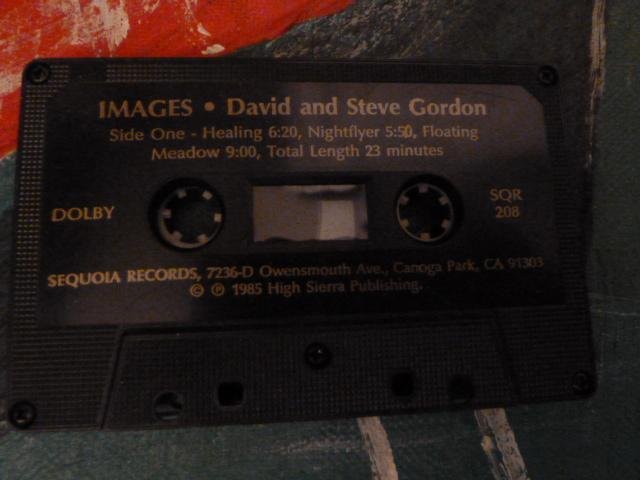 IMAGES • David and Steve Gordon
Side One - Healing 6:20, Nightflyer 5:50, Floating
Meadow 9:00, Total Length 23 minutes
DOLBY
SQR
208
SEQUOIA RECORDS, 7236-D Owensmouth Ave., Canoga Park, CA 91303
© ℗ 1985 High Sierra Publishing.